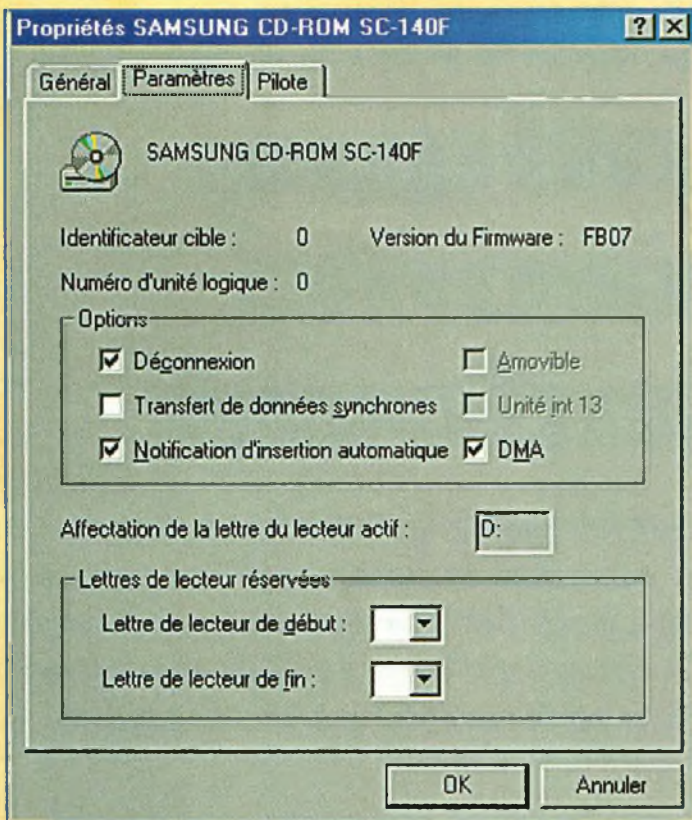 Propriétés SAMSUNG CD-ROM SC-140F
Général Paramètres Pilote
SAMSUNG CD-ROM SC-140F
Identificateur cible : 0 Version du Firmware : FB07
Numéro d'unité logique : 0
Options
Déconnexion Amovible
Transfert de données synchrones Unité int 13
Notification d'insertion automatique DMA
Affectation de la lettre du lecteur actif : D:
Lettres de lecteur réservées
Lettre de lecteur de début :
Lettre de lecteur de fin :
OK Annuler